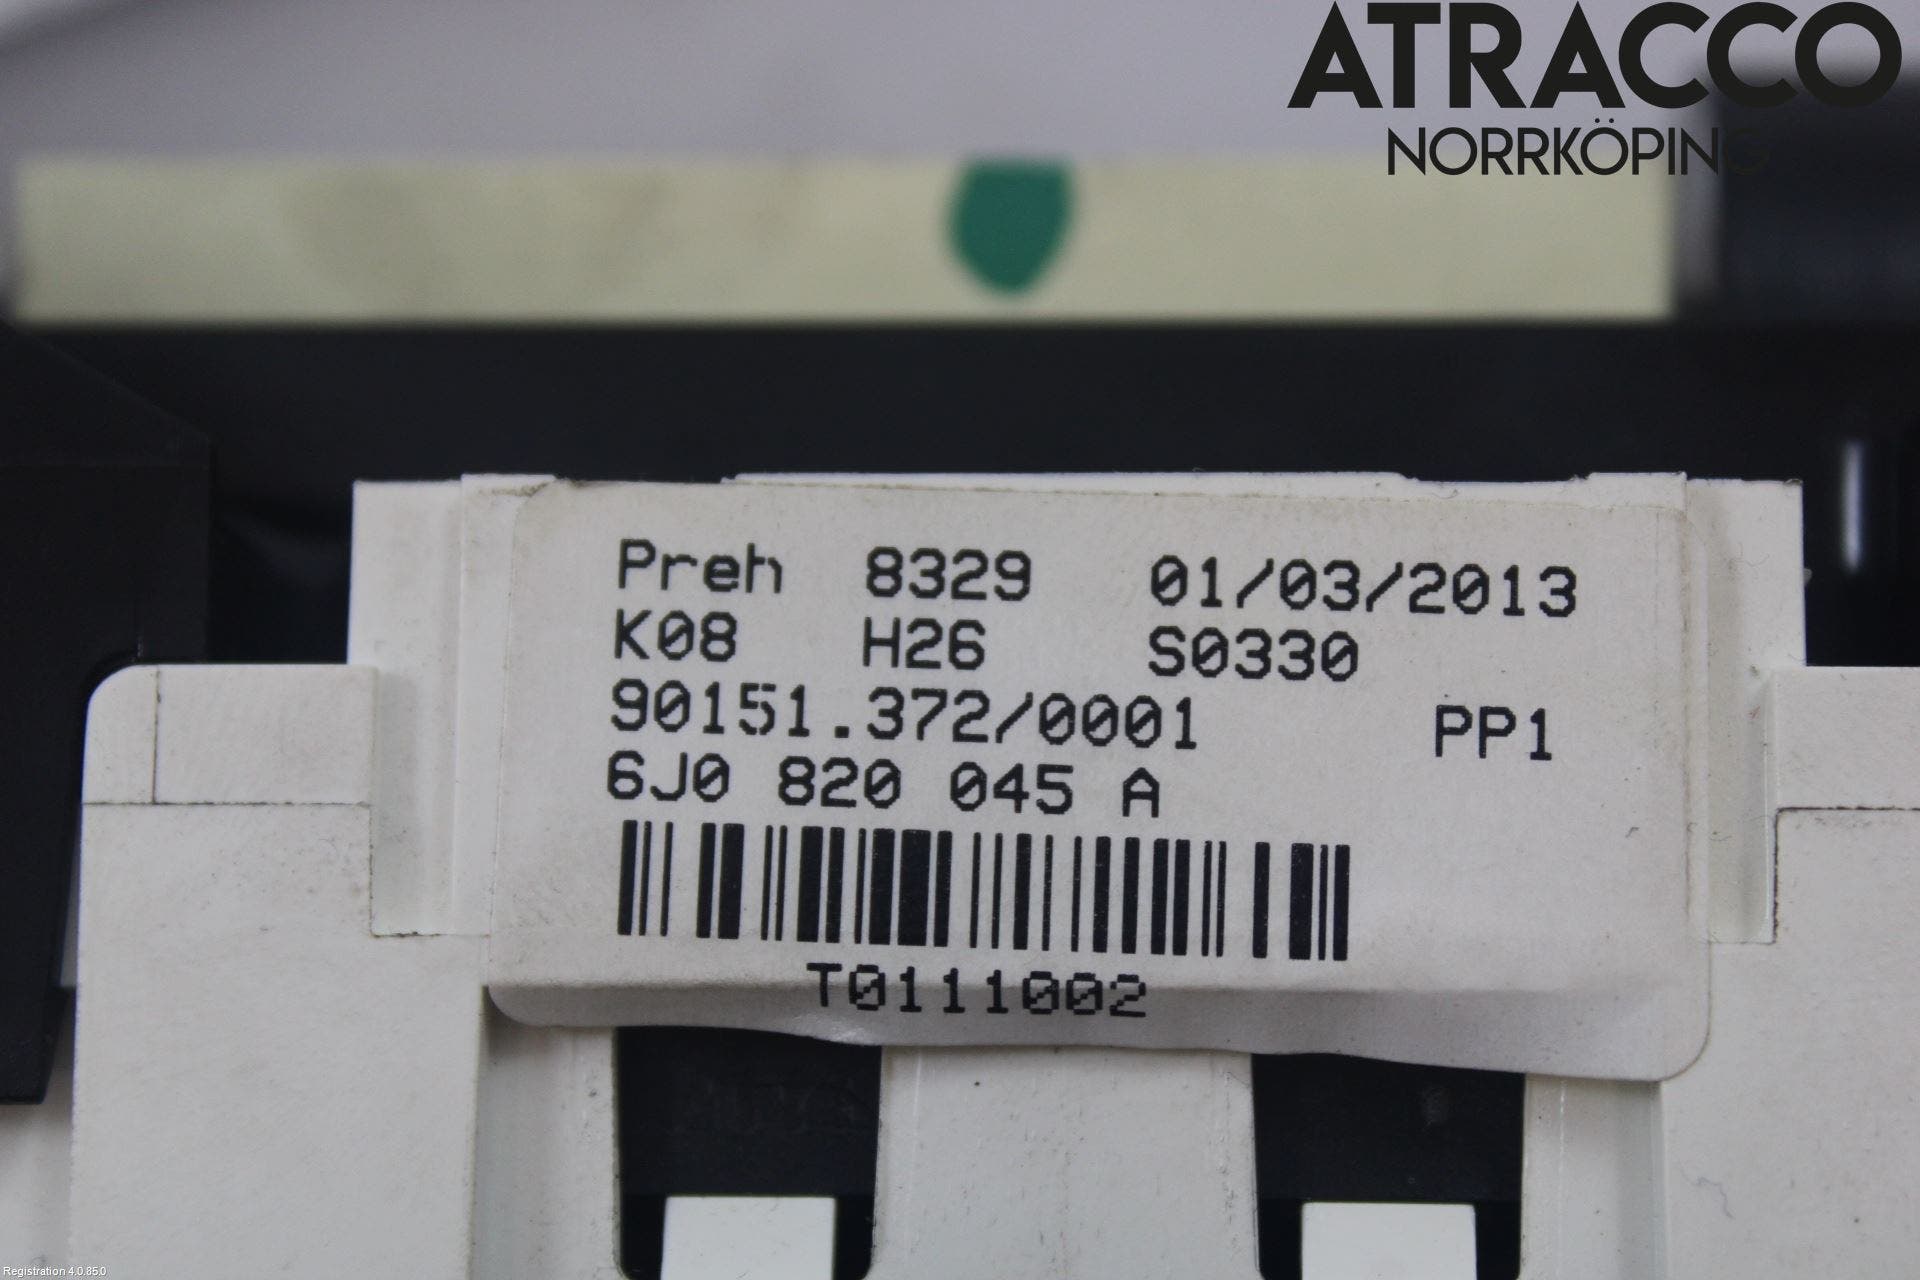 ATRACCO
NORRKÖPING
Preh 8329 01/03/2013
K08 H26 S0330
90151.372/0001 PP1
6J0 820 045 A
T0111002
Registration 4.0.85.0